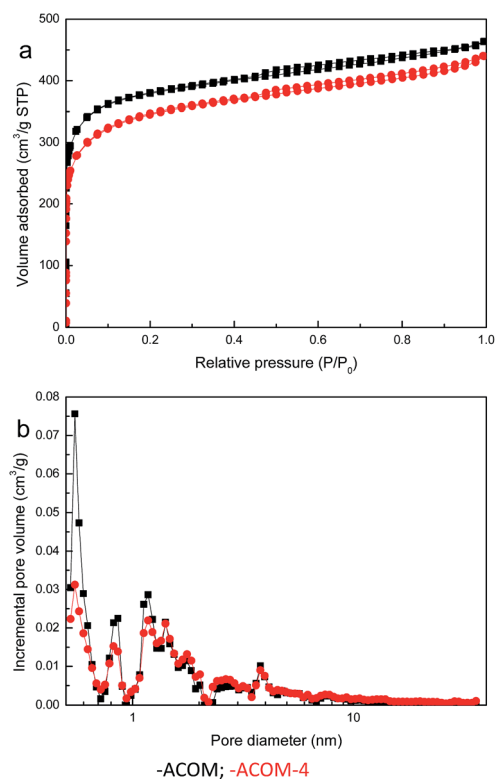 a
500
400
300
200
100
0
Volume adsorbed (cm³/g STP)
0.0 0.2 0.4 0.6 0.8 1.0
Relative pressure (P/P₀)
b
0.08
0.07
0.06
0.05
0.04
0.03
0.02
0.01
0.00
Incremental pore volume (cm³/g)
1 10
Pore diameter (nm)
-ACOM; -ACOM-4